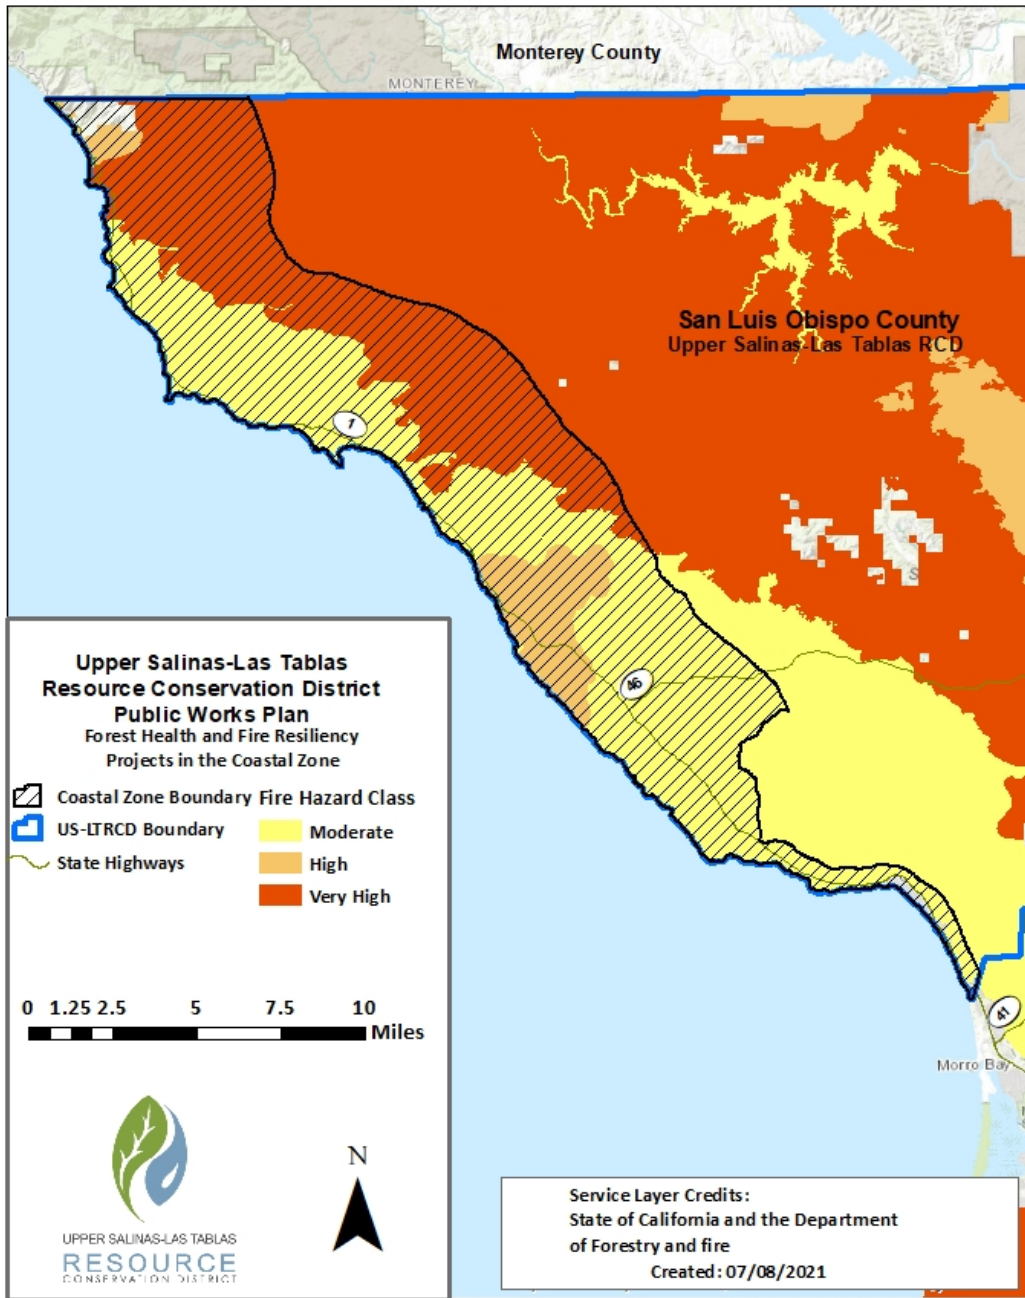 Monterey County
MONTEREY
San Luis Obispo County
Upper Salinas-Las Tablas RCD
1
S
46
Upper Salinas-Las Tablas
Resource Conservation District
Public Works Plan
Forest Health and Fire Resiliency
Projects in the Coastal Zone
Coastal Zone Boundary Fire Hazard Class
US-LTRCD Boundary
Moderate
State Highways
High
Very High
0 1.25 2.5 5 7.5 10
Miles
41
Morro Bay
N
UPPER SALINAS-LAS TABLAS
RESOURCE
CONSERVATION DISTRICT
Service Layer Credits:
State of California and the Department
of Forestry and fire
Created: 07/08/2021